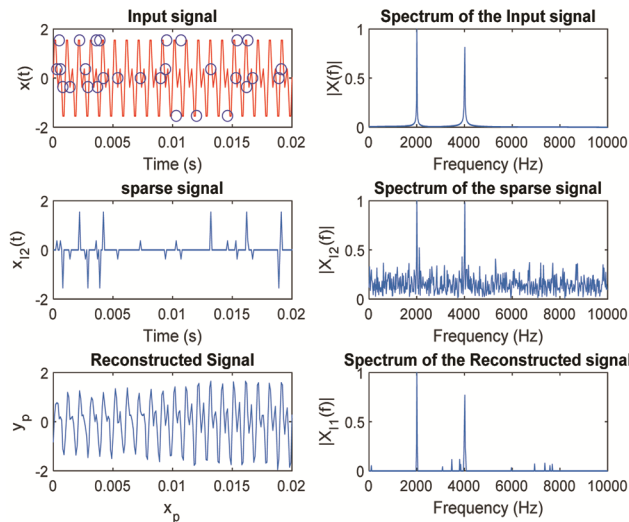 Input signal
2
0
-2
x(t)
0 0.005 0.01 0.015 0.02
Time (s)
Spectrum of the Input signal
1
0.5
0
|X(f)|
0 2000 4000 6000 8000 10000
Frequency (Hz)
sparse signal
2
0
-2
x_I2(t)
0 0.005 0.01 0.015 0.02
Time (s)
Spectrum of the sparse signal
1
0.5
0
|X_I2(f)|
0 2000 4000 6000 8000 10000
Frequency (Hz)
Reconstructed Signal
2
0
-2
y_p
0 0.005 0.01 0.015 0.02
x_p
Spectrum of the Reconstructed signal
1
0.5
0
|X_I1(f)|
0 2000 4000 6000 8000 10000
Frequency (Hz)